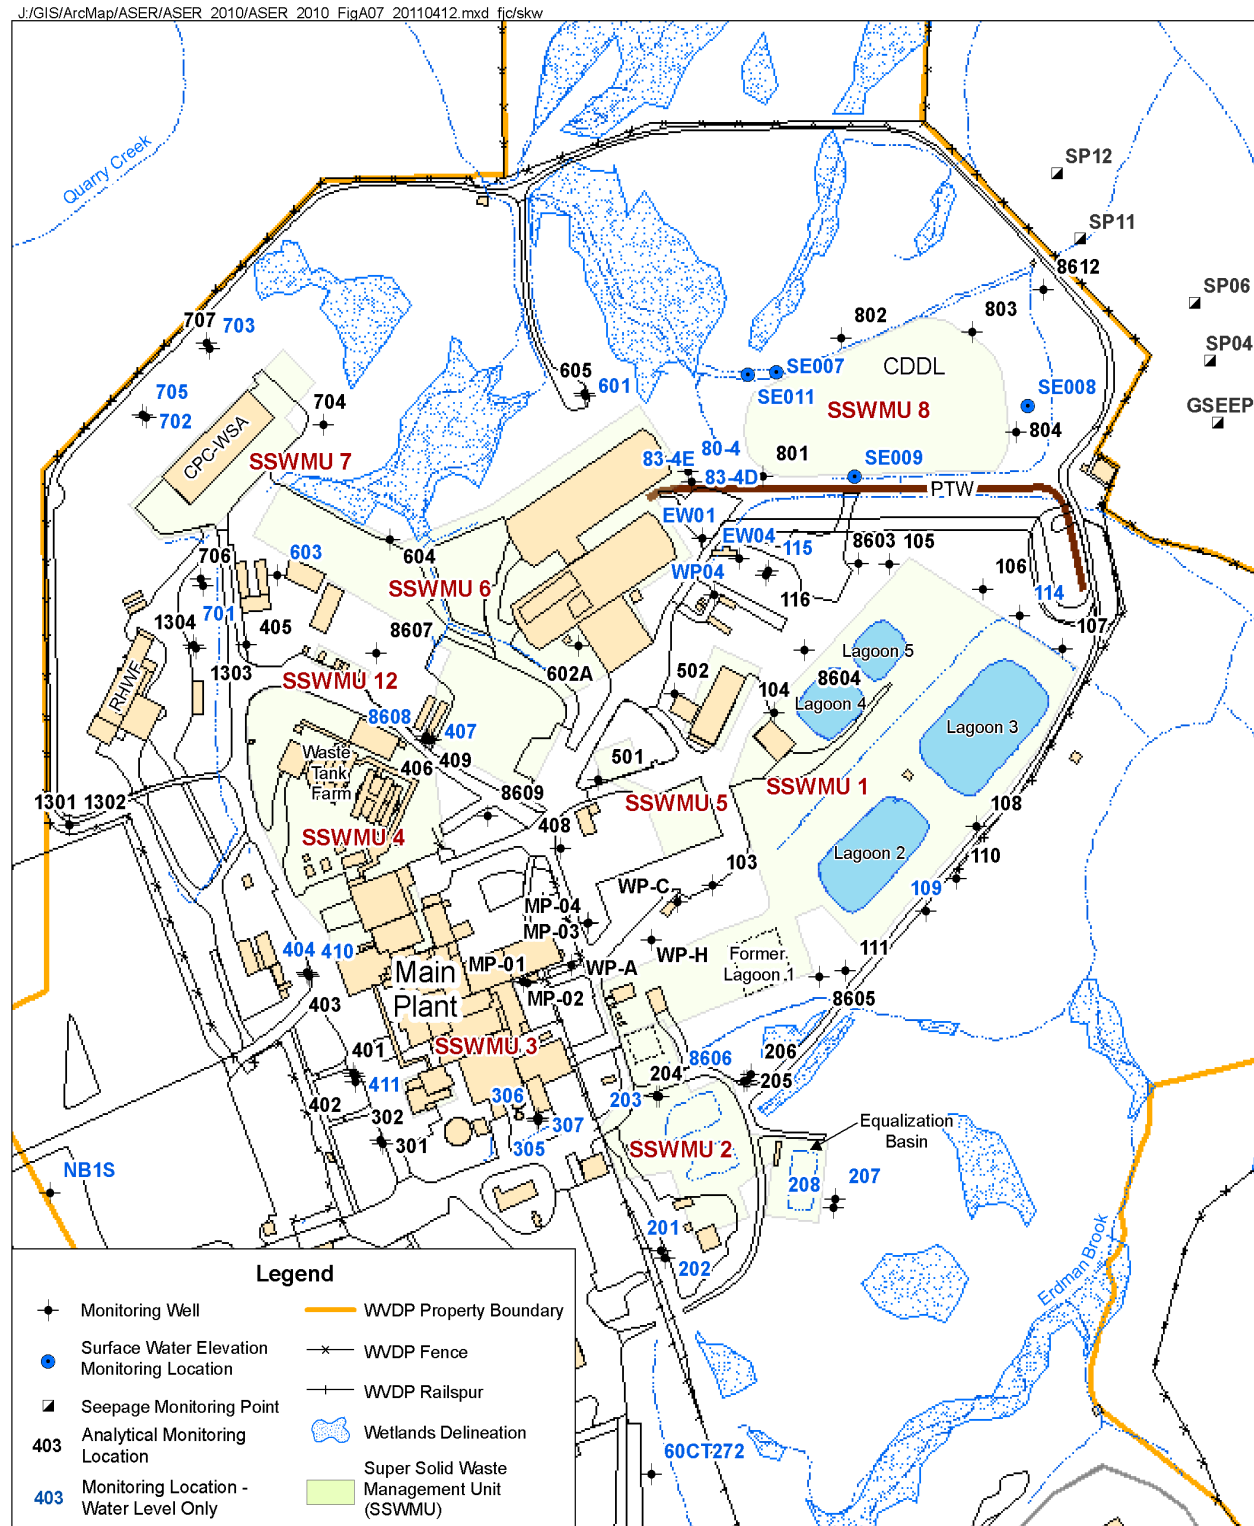 J:/GIS/ArcMap/ASER/ASER_2010/ASER_2010_FigA07_20110412.mxd fjc/skw
Quarry Creek
SP12
SP11
8612
SP06
SP04
GSEEP
707
703
802
803
SE007
CDDL
SE011
SE008
SSWMU 8
605
601
705
702
704
804
CPC-WSA
SSWMU 7
80-4
83-4E
83-4D
801
SE009
PTW
EW01
EW04
115
8603
105
604
603
706
SSWMU 6
WP04
106
114
701
116
107
1304
405
8607
Lagoon 5
602A
502
8604
1303
RHWF
SSWMU 12
104
Lagoon 4
Lagoon 3
8608
407
Waste
Tank
Farm
409
406
501
SSWMU 1
8609
SSWMU 5
1301
1302
108
SSWMU 4
408
Lagoon 2
110
103
WP-C
109
MP-04
MP-03
404
410
WP-H
Former
Lagoon 1
111
Main
Plant
MP-01
WP-A
MP-02
403
8605
SSWMU 3
401
8606
206
411
204
205
402
306
203
302
307
301
305
SSWMU 2
Equalization
Basin
NB1S
208
207
201
202
Erdman Brook
60CT272
Legend
Monitoring Well
Surface Water Elevation
Monitoring Location
Seepage Monitoring Point
403
Analytical Monitoring
Location
403
Monitoring Location -
Water Level Only
WVDP Property Boundary
WVDP Fence
WVDP Railspur
Wetlands Delineation
Super Solid Waste
Management Unit
(SSWMU)